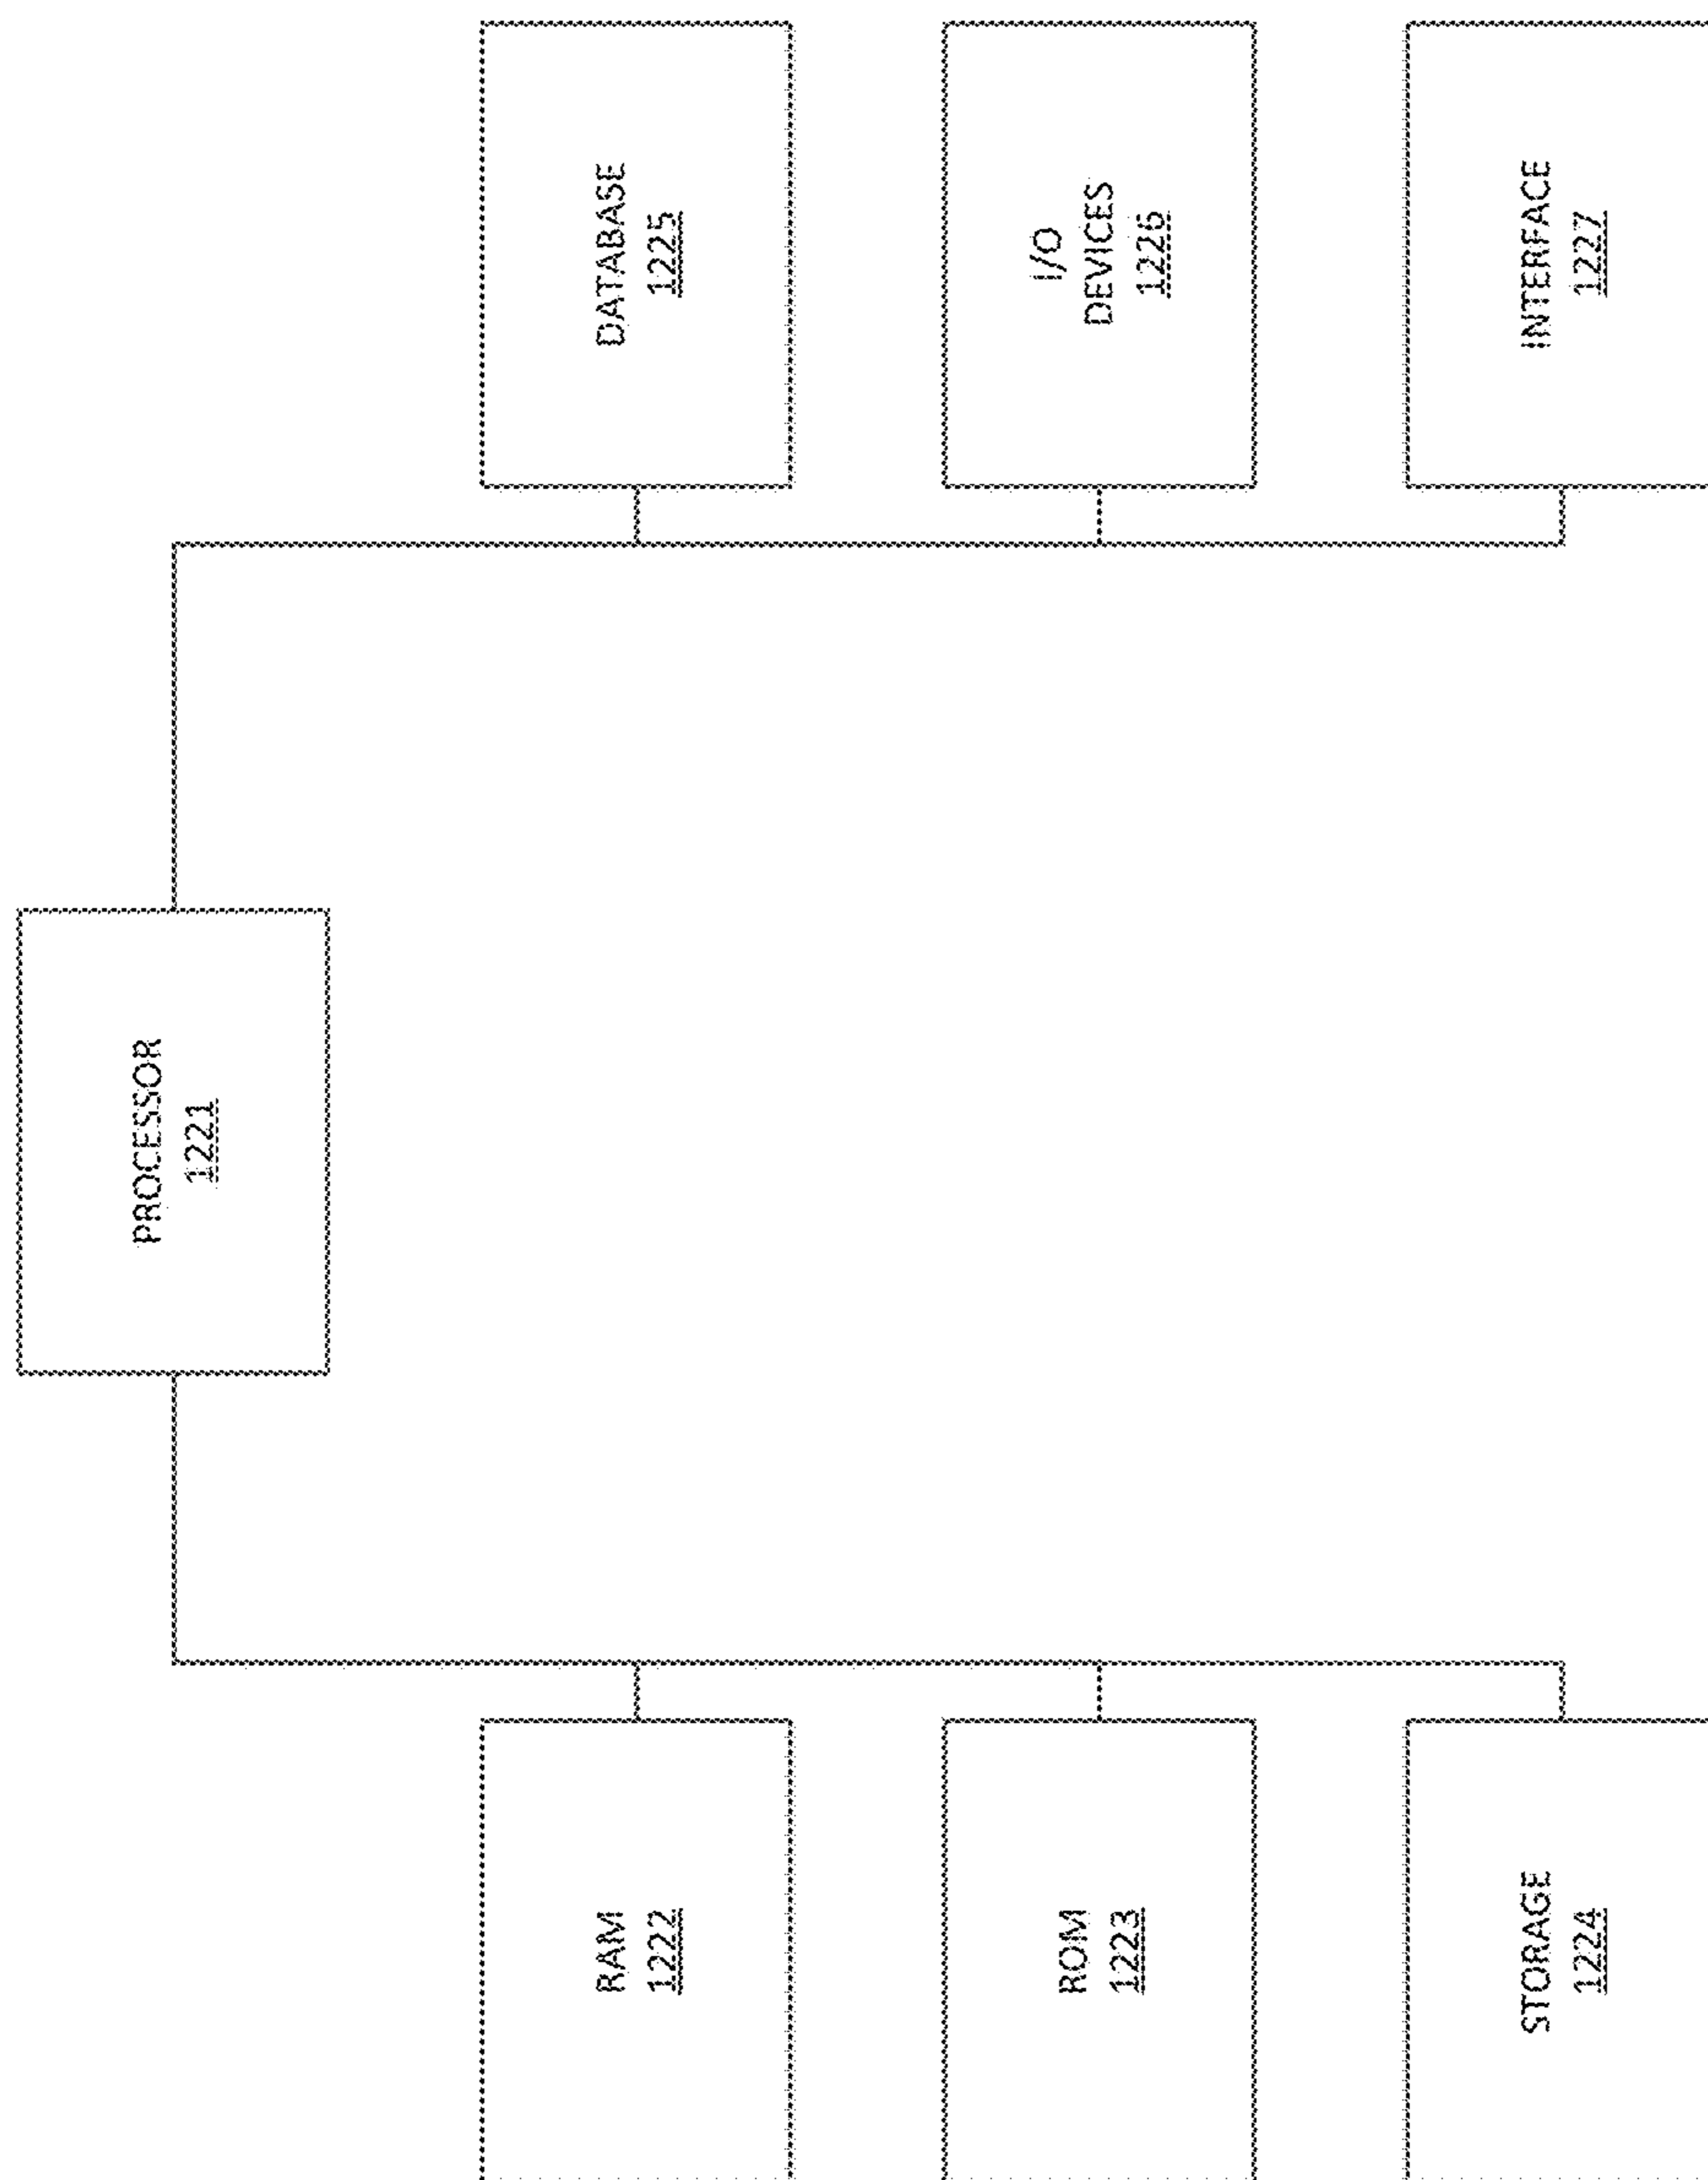 PROCESSOR
1221
RAM
1222
DATABASE
1225
ROM
1223
I/O
DEVICES
1226
STORAGE
1224
INTERFACE
1227